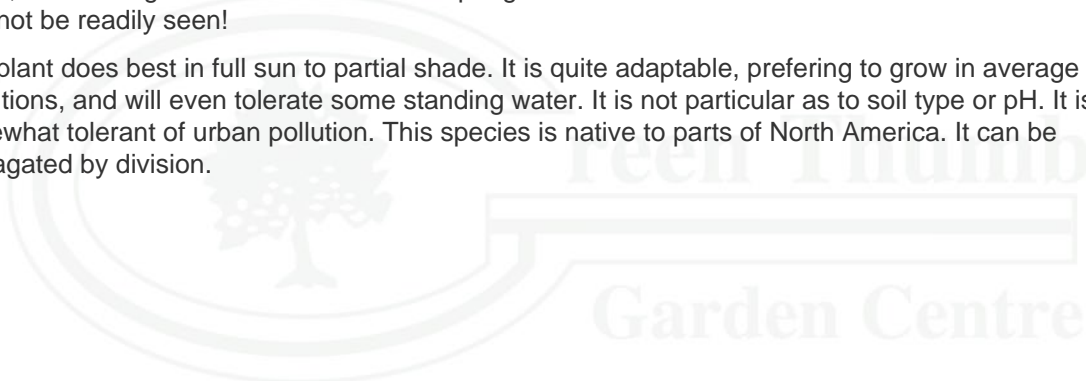 not be readily seen!
plant does best in full sun to partial shade. It is quite adaptable, prefering to grow in average
tions, and will even tolerate some standing water. It is not particular as to soil type or pH. It is
ewhat tolerant of urban pollution. This species is native to parts of North America. It can be
agated by division.
reen Thumb
Garden Centre